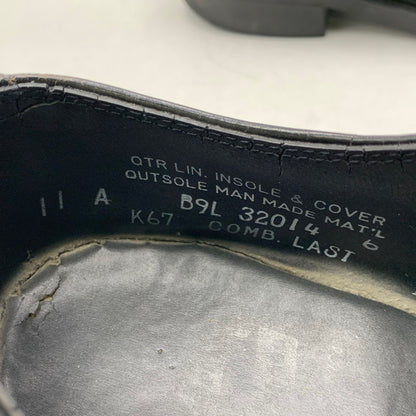 QTR LIN. INSOLE & COVER
OUTSOLE MAN MADE MAT'L
11 A B9L 32014 6
K67 COMB. LAST